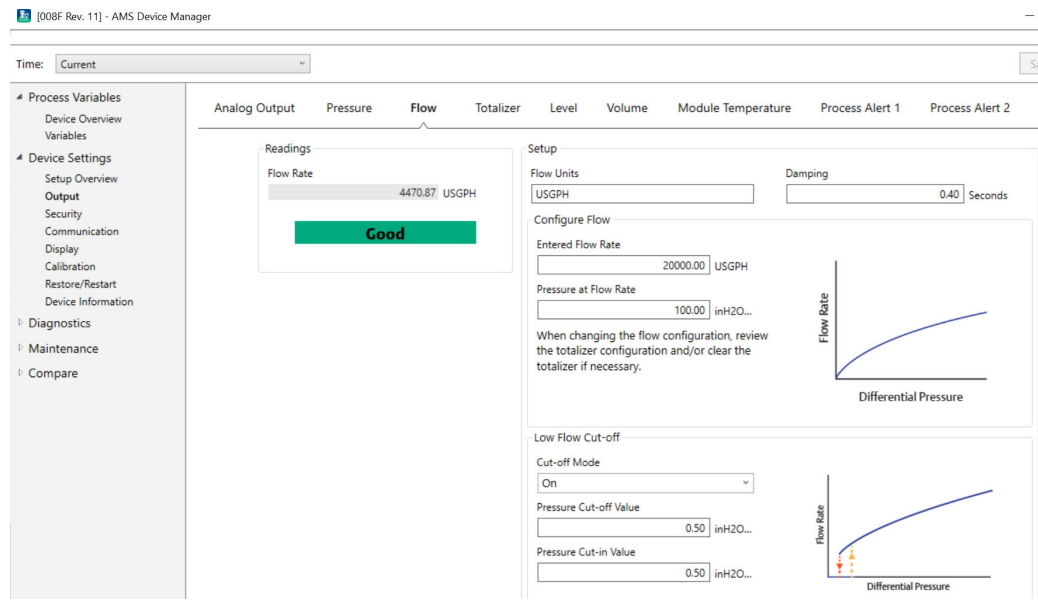 [008F Rev. 11] - AMS Device Manager
Time: Current
Process Variables
Device Overview
Variables
Device Settings
Setup Overview
Output
Security
Communication
Display
Calibration
Restore/Restart
Device Information
Diagnostics
Maintenance
Compare
Analog Output Pressure Flow Totalizer Level Volume Module Temperature Process Alert 1 Process Alert 2
Readings
Flow Rate
4470.87 USGPH
Good
Setup
Flow Units
USGPH
Damping
0.40 Seconds
Configure Flow
Entered Flow Rate
20000.00 USGPH
Pressure at Flow Rate
100.00 inH2O...
When changing the flow configuration, review
the totalizer configuration and/or clear the
totalizer if necessary.
Flow Rate
Differential Pressure
Low Flow Cut-off
Cut-off Mode
On
Pressure Cut-off Value
0.50 inH2O...
Pressure Cut-in Value
0.50 inH2O...
Flow Rate
Differential Pressure